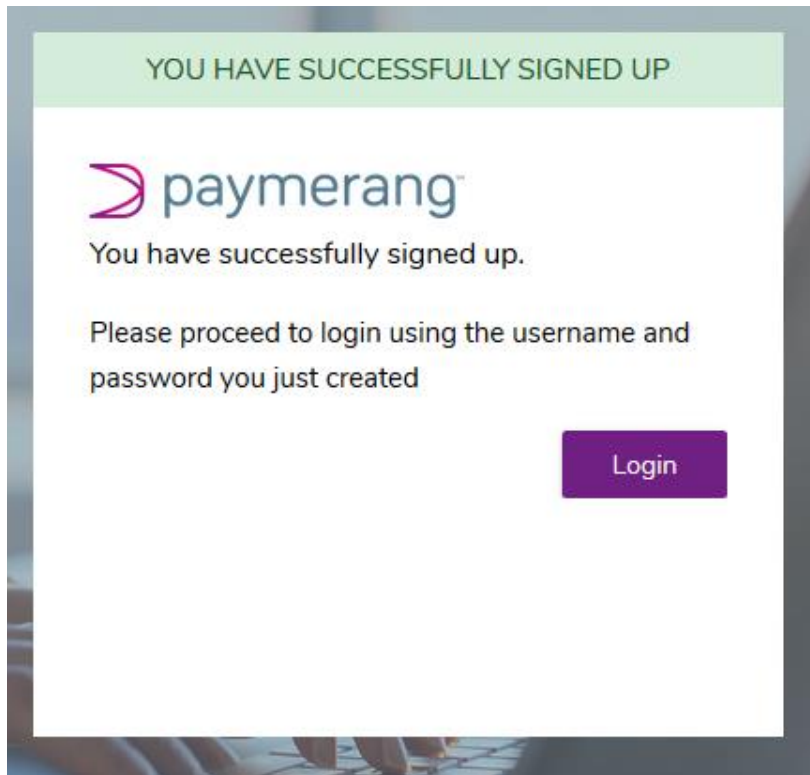 YOU HAVE SUCCESSFULLY SIGNED UP
paymerang
You have successfully signed up.
Please proceed to login using the username and
password you just created
Login